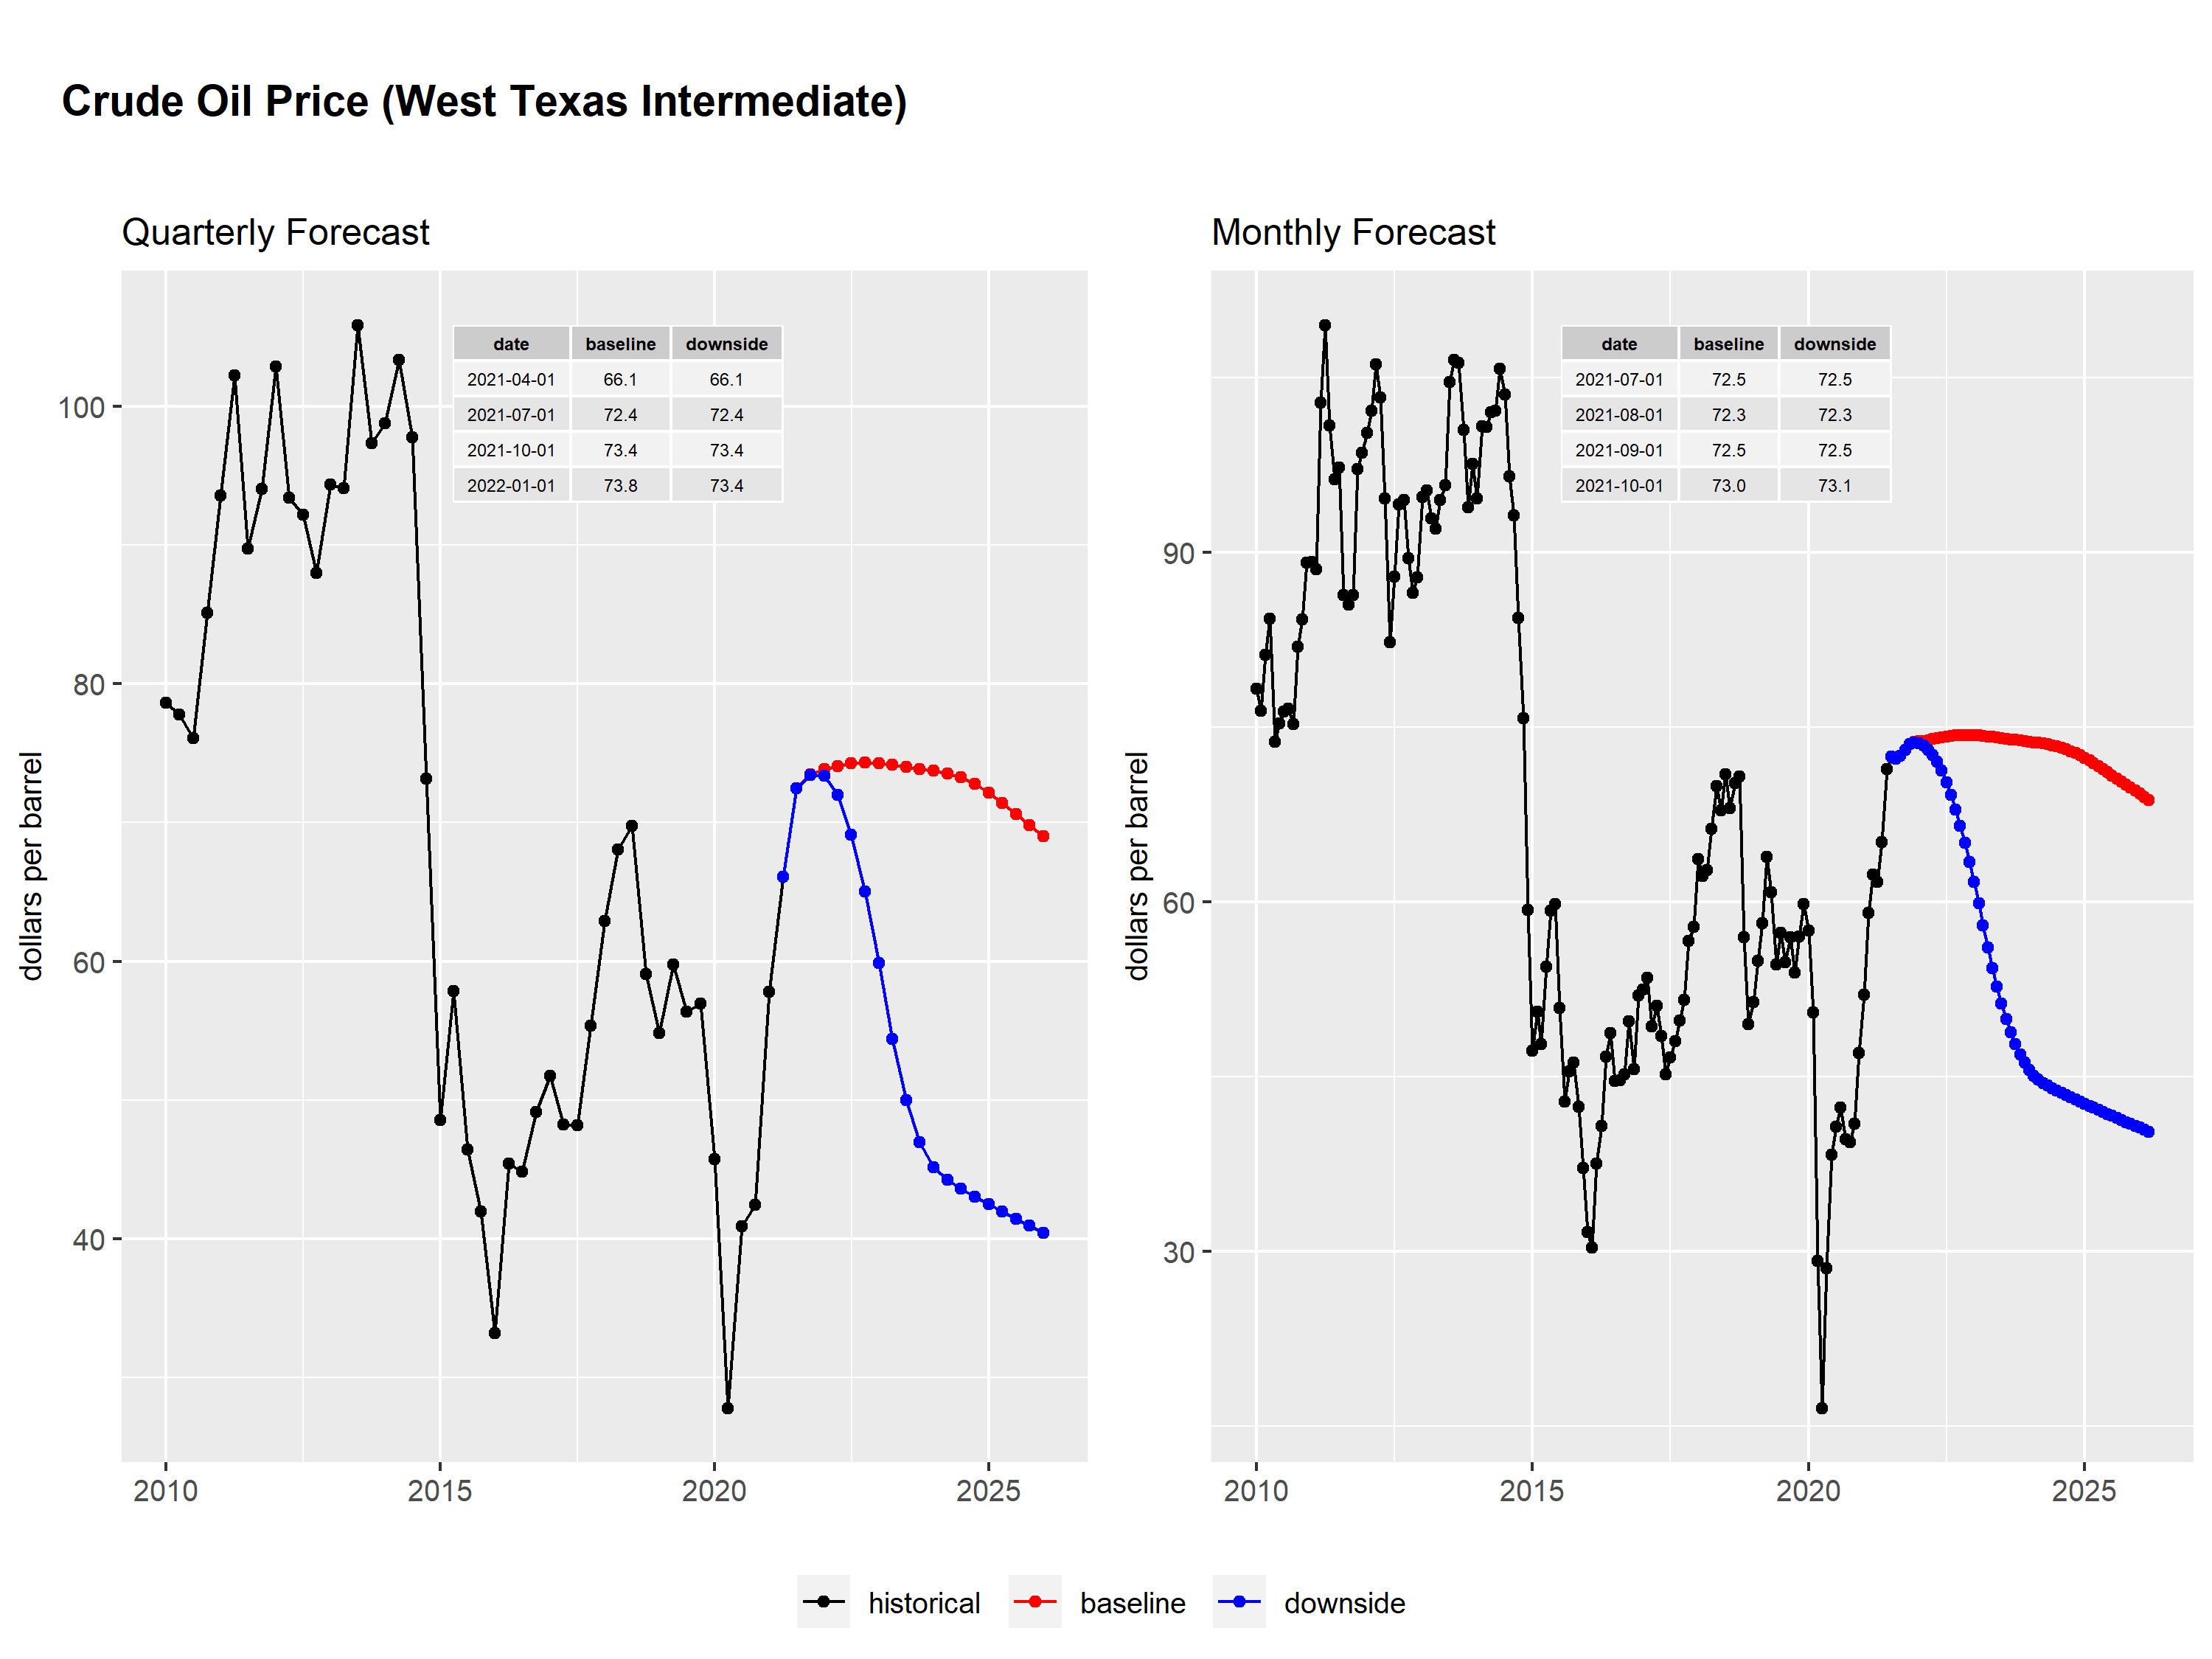 Crude Oil Price (West Texas Intermediate)
Quarterly Forecast
dollars per barrel
100
80
60
40
date baseline downside
2021-04-01 66.1 66.1
2021-07-01 72.4 72.4
2021-10-01 73.4 73.4
2022-01-01 73.8 73.4
2010 2015 2020 2025
Monthly Forecast
dollars per barrel
90
60
30
date baseline downside
2021-07-01 72.5 72.5
2021-08-01 72.3 72.3
2021-09-01 72.5 72.5
2021-10-01 73.0 73.1
2010 2015 2020 2025
historical baseline downside